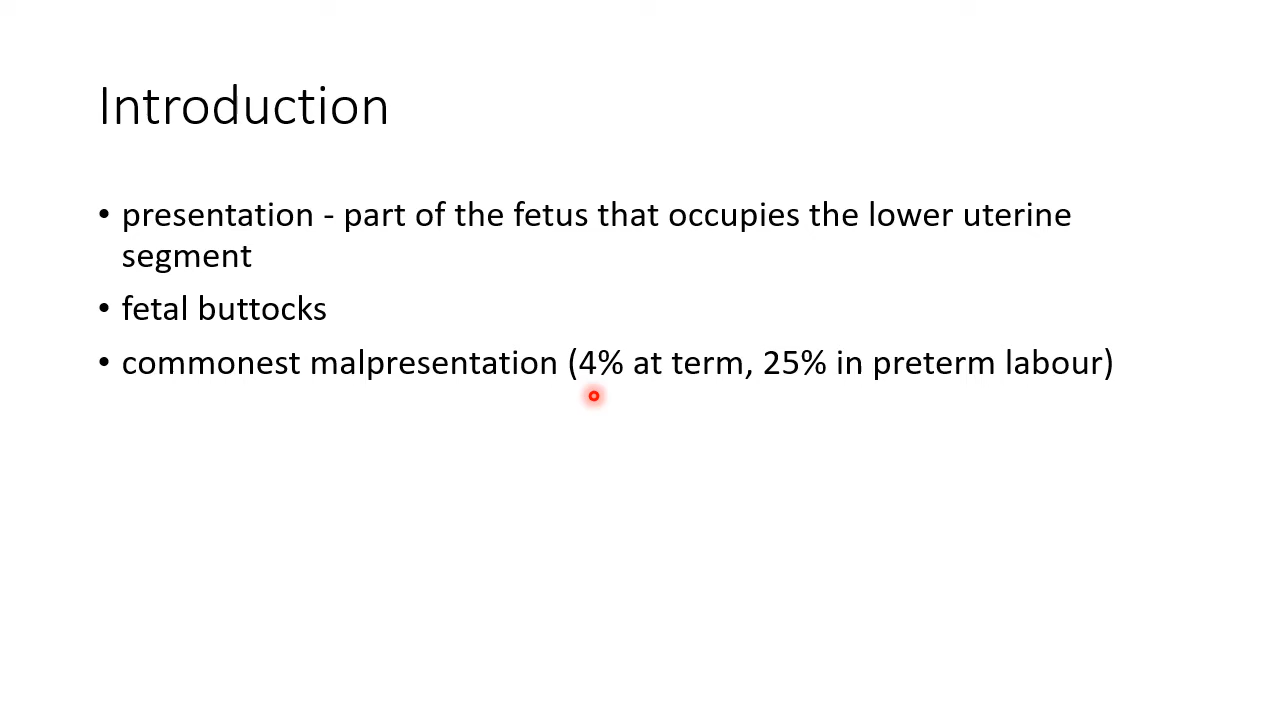 Introduction
• presentation - part of the fetus that occupies the lower uterine
segment
• fetal buttocks
• commonest malpresentation (4% at term, 25% in preterm labour)